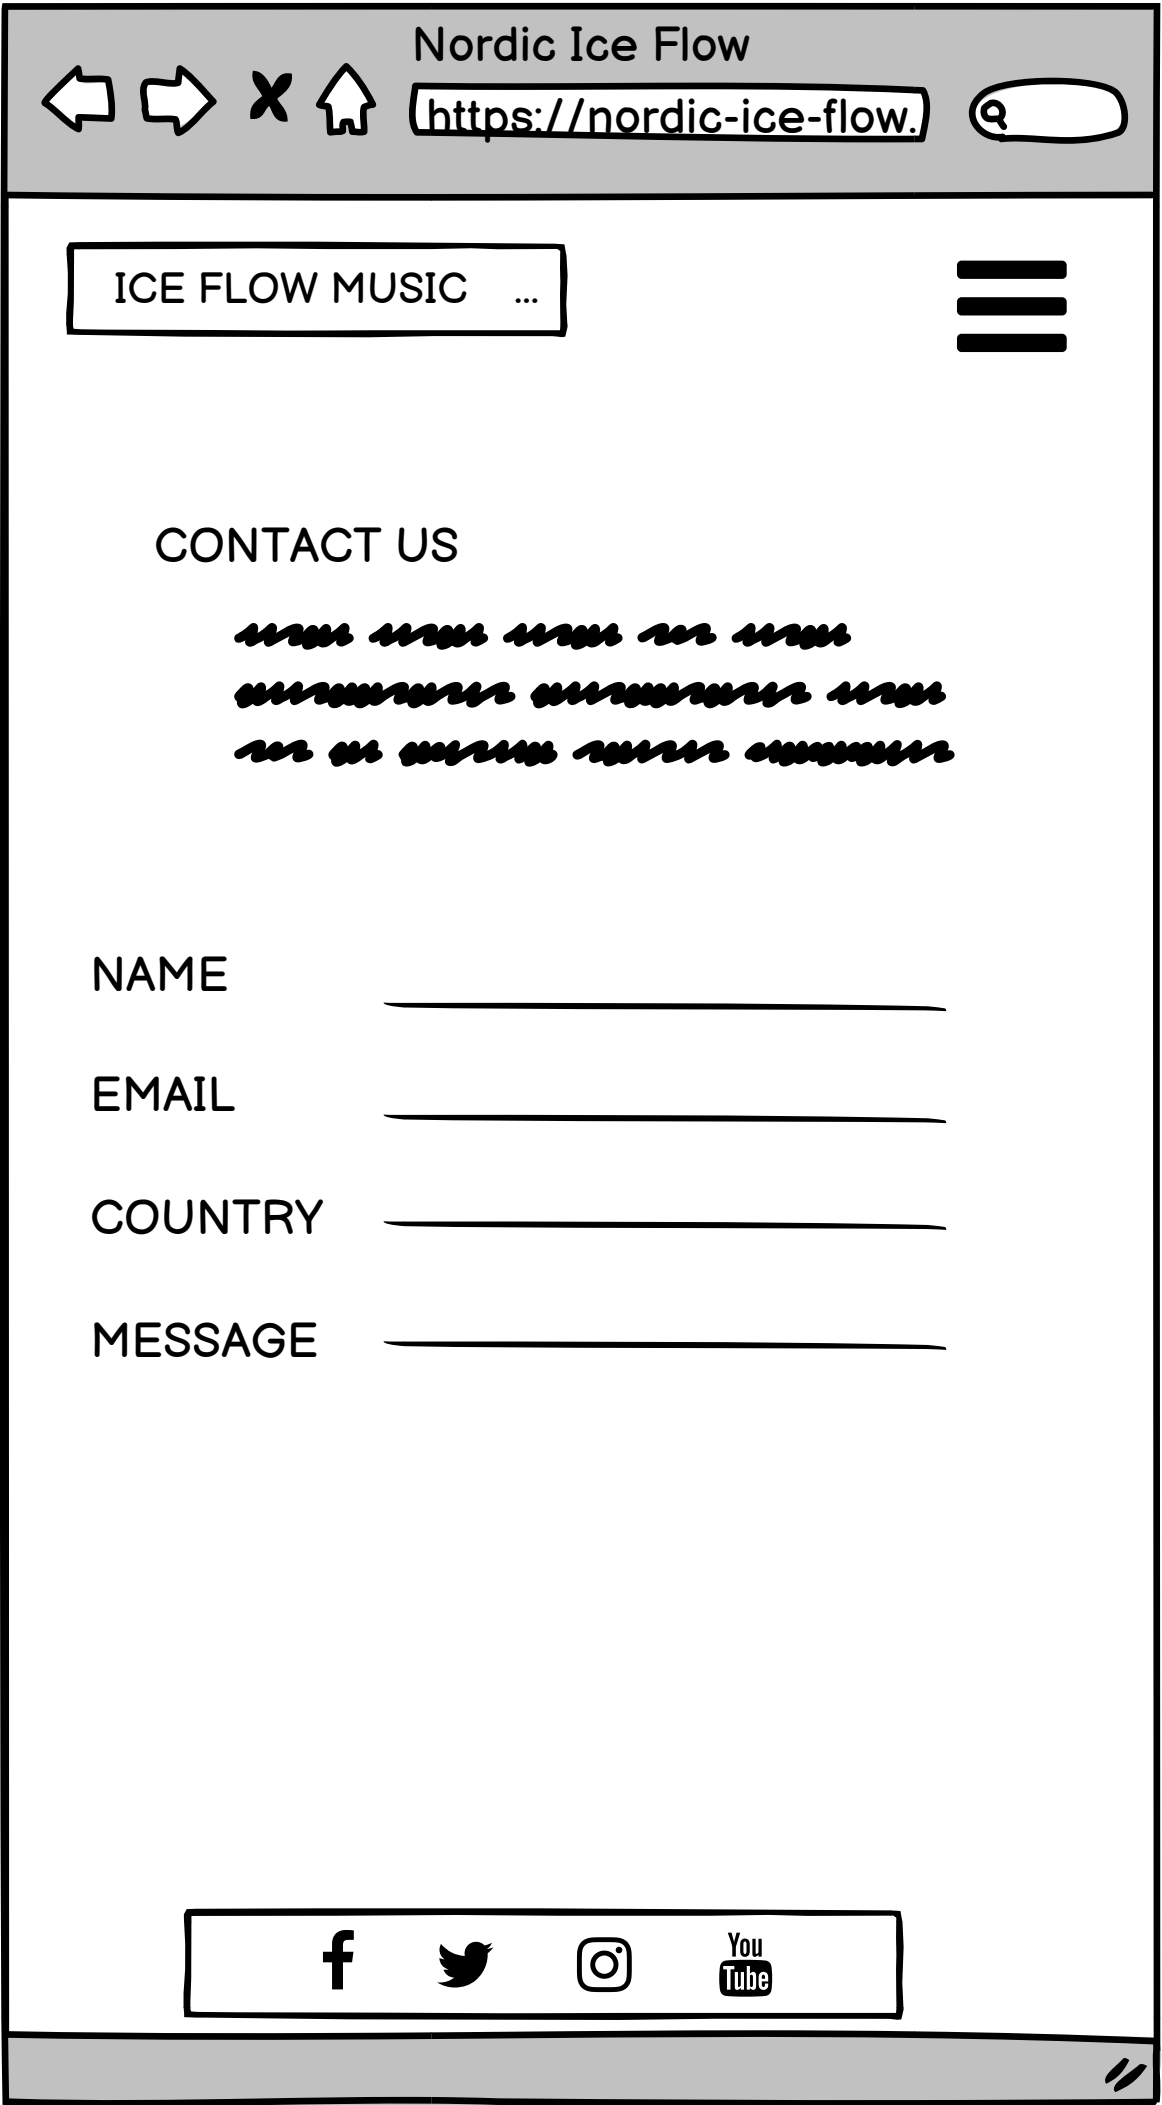 Nordic Ice Flow
https://nordic-ice-flow.
ICE FLOW MUSIC ...
CONTACT US
NAME
EMAIL
COUNTRY
MESSAGE
f
You
Tube